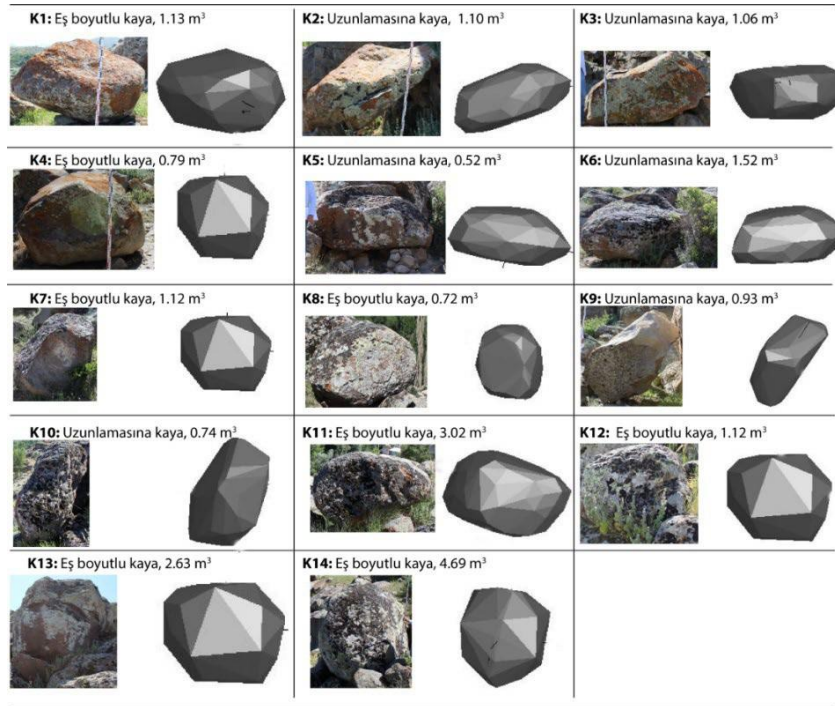 K1: Eş boyutlu kaya, 1.13 m³
K2: Uzunlamasına kaya, 1.10 m³
K3: Uzunlamasına kaya, 1.06 m³
K4: Eş boyutlu kaya, 0.79 m³
K5: Uzunlamasına kaya, 0.52 m³
K6: Uzunlamasına kaya, 1.52 m³
K7: Eş boyutlu kaya, 1.12 m³
K8: Eş boyutlu kaya, 0.72 m³
K9: Uzunlamasına kaya, 0.93 m³
K10: Uzunlamasına kaya, 0.74 m³
K11: Eş boyutlu kaya, 3.02 m³
K12: Eş boyutlu kaya, 1.12 m³
K13: Eş boyutlu kaya, 2.63 m³
K14: Eş boyutlu kaya, 4.69 m³